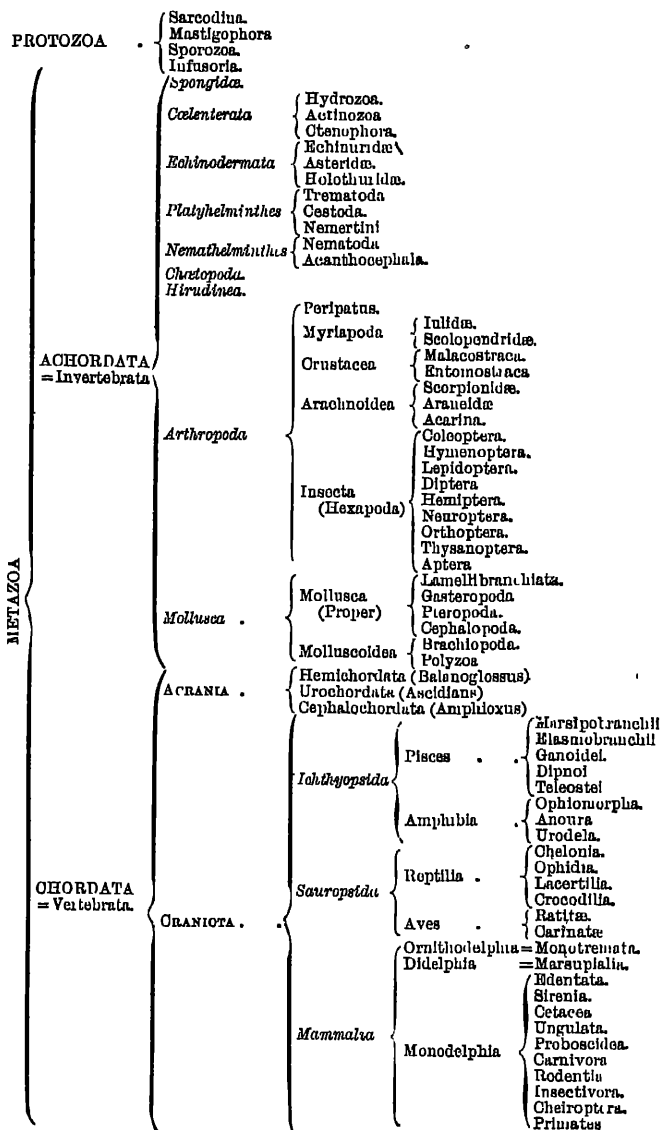 PROTOZOA .
Sarcodina.
Mastigophora
Sporozoa.
Infusoria.
METAZOA
ACHORDATA
=Invertebrata
Spongidæ.
Cœlenterata
Hydrozoa.
Actinozoa
Ctenophora.
Echinodermata
Echinuridæ
Asteridæ.
Holothuridæ.
Platyhelminthes
Trematoda
Cestoda.
Nemertini
Nemathelminthes
Nematoda
Acanthocephala.
Chætopoda.
Hirudinea.
Arthropoda
Peripatus.
Myriapoda
Iulidæ.
Scolopendridæ.
Crustacea
Malacostraca.
Entomostraca
Arachnoidea
Scorpionidæ.
Araneidæ
Acarina.
Insecta
(Hexapoda)
Coleoptera.
Hymenoptera.
Lepidoptera.
Diptera
Hemiptera.
Neuroptera.
Orthoptera.
Thysanoptera.
Aptera
Mollusca .
Mollusca
(Proper)
Lamellibranchiata.
Gasteropoda
Pteropoda.
Cephalopoda.
Molluscoidea
Brachiopoda.
Polyzoa
CHORDATA
=Vertebrata.
ACRANIA .
Hemichordata (Balanoglossus).
Urochordata (Ascidians)
Cephalochordata (Amphioxus)
CRANIOTA . .
Ichthyopsida
Pisces . .
Marsipobranchii
Elasmobranchii
Ganoidei.
Dipnoi
Teleostei
Amphibia .
Ophiomorpha.
Anoura
Urodela.
Sauropsida
Reptilia .
Chelonia.
Ophidia.
Lacertilia.
Crocodilia.
Aves .
Ratitæ.
Carinatæ
Mammalia
Ornithodelphia=Monotremata.
Didelphia =Marsupialia.
Monodelphia
Edentata.
Sirenia.
Cetacea
Ungulata.
Proboscidea.
Carnivora
Rodentia
Insectivora.
Cheiroptera.
Primates